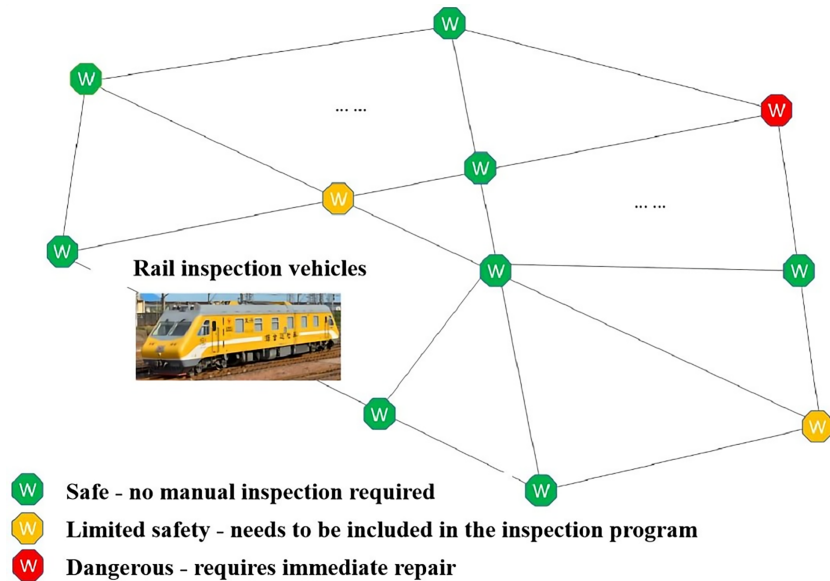 W
W
W
... ...
W
W
... ...
W
Rail inspection vehicles
W
W
W
W
W
W Safe - no manual inspection required
W Limited safety - needs to be included in the inspection program
W Dangerous - requires immediate repair